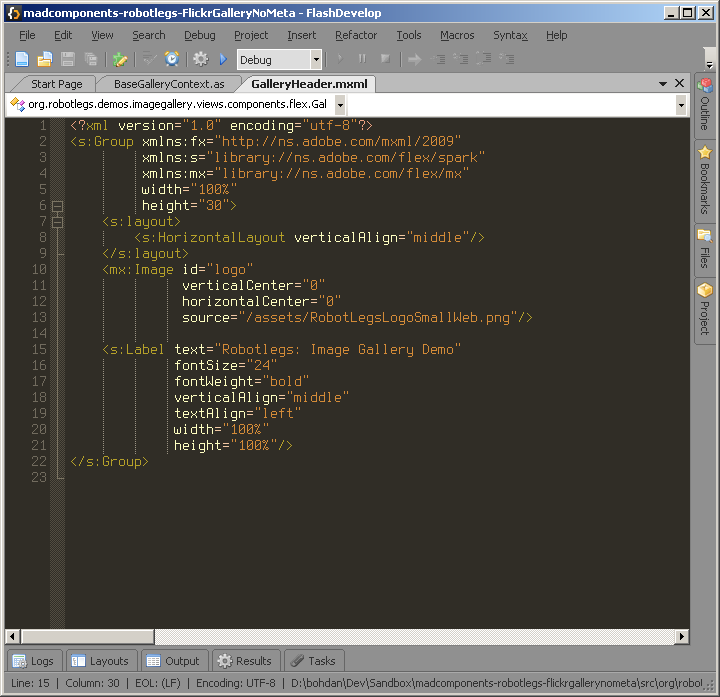 madcomponents-robotlegs-FlickrGalleryNoMeta - FlashDevelop
File Edit View Search Debug Project Insert Refactor Tools Macros Syntax Help
Debug
Start Page BaseGalleryContext.as GalleryHeader.mxml
org.robotlegs.demos.imagegallery.views.components.flex.Gal
1 <?xml version="1.0" encoding="utf-8"?>
2 <s:Group xmlns:fx="http://ns.adobe.com/mxml/2009"
3 xmlns:s="library://ns.adobe.com/flex/spark"
4 xmlns:mx="library://ns.adobe.com/flex/mx"
5 width="100%"
6 height="30">
7 <s:layout>
8 <s:HorizontalLayout verticalAlign="middle"/>
9 </s:layout>
10 <mx:Image id="logo"
11 verticalCenter="0"
12 horizontalCenter="0"
13 source="/assets/RobotLegsLogoSmallWeb.png"/>
14
15 <s:Label text="Robotlegs: Image Gallery Demo"
16 fontSize="24"
17 fontWeight="bold"
18 verticalAlign="middle"
19 textAlign="left"
20 width="100%"
21 height="100%"/>
22 </s:Group>
23
Outline
Bookmarks
Files
Project
Logs Layouts Output Results Tasks
Line: 15 | Column: 30 | EOL: (LF) | Encoding: UTF-8 | D:\bohdan\Dev\Sandbox\madcomponents-robotlegs-flickrgallerynometa\src\org\robot